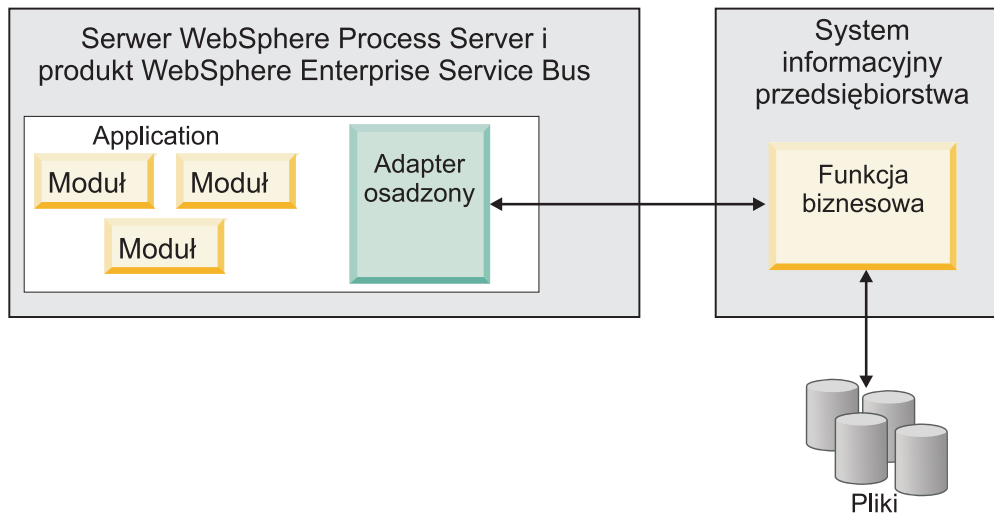 Serwer WebSphere Process Server i
produkt WebSphere Enterprise Service Bus
Application
Moduł
Moduł
Moduł
Adapter
osadzony
System
informacyjny
przedsiębiorstwa
Funkcja
biznesowa
Pliki